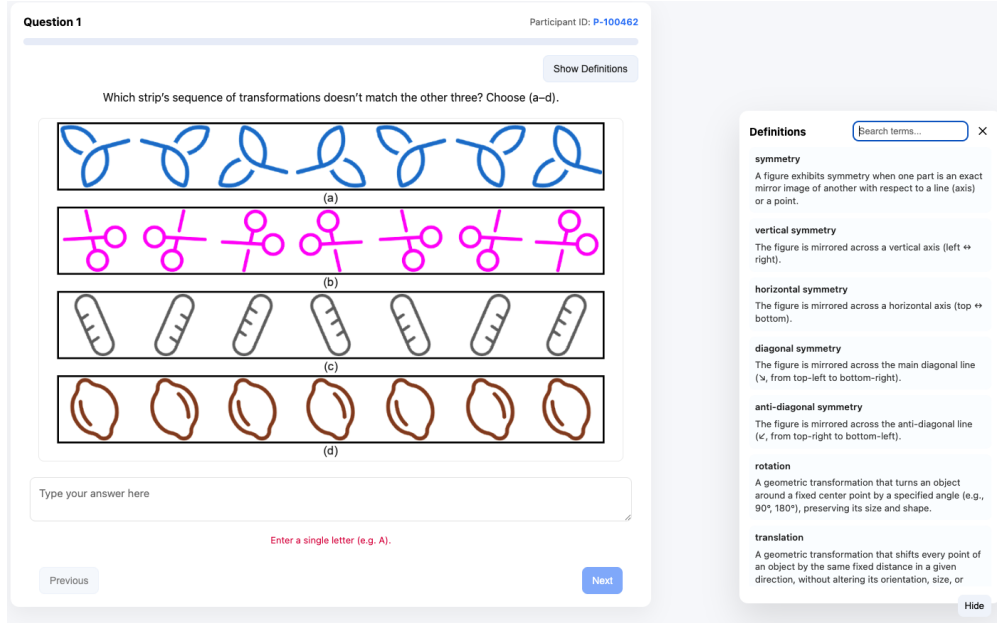 Question 1
Participant ID: P-100462
Show Definitions
Which strip's sequence of transformations doesn't match the other three? Choose (a–d).
(a)
(b)
(c)
(d)
Type your answer here
Enter a single letter (e.g. A).
Previous
Next
Definitions
Search terms...
symmetry
A figure exhibits symmetry when one part is an exact
mirror image of another with respect to a line (axis)
or a point.
vertical symmetry
The figure is mirrored across a vertical axis (left ↔
right).
horizontal symmetry
The figure is mirrored across a horizontal axis (top ↔
bottom).
diagonal symmetry
The figure is mirrored across the main diagonal line
(↘, from top-left to bottom-right).
anti-diagonal symmetry
The figure is mirrored across the anti-diagonal line
(↙, from top-right to bottom-left).
rotation
A geometric transformation that turns an object
around a fixed center point by a specified angle (e.g.,
90°, 180°), preserving its size and shape.
translation
A geometric transformation that shifts every point of
an object by the same fixed distance in a given
direction, without altering its orientation, size, or
Hide